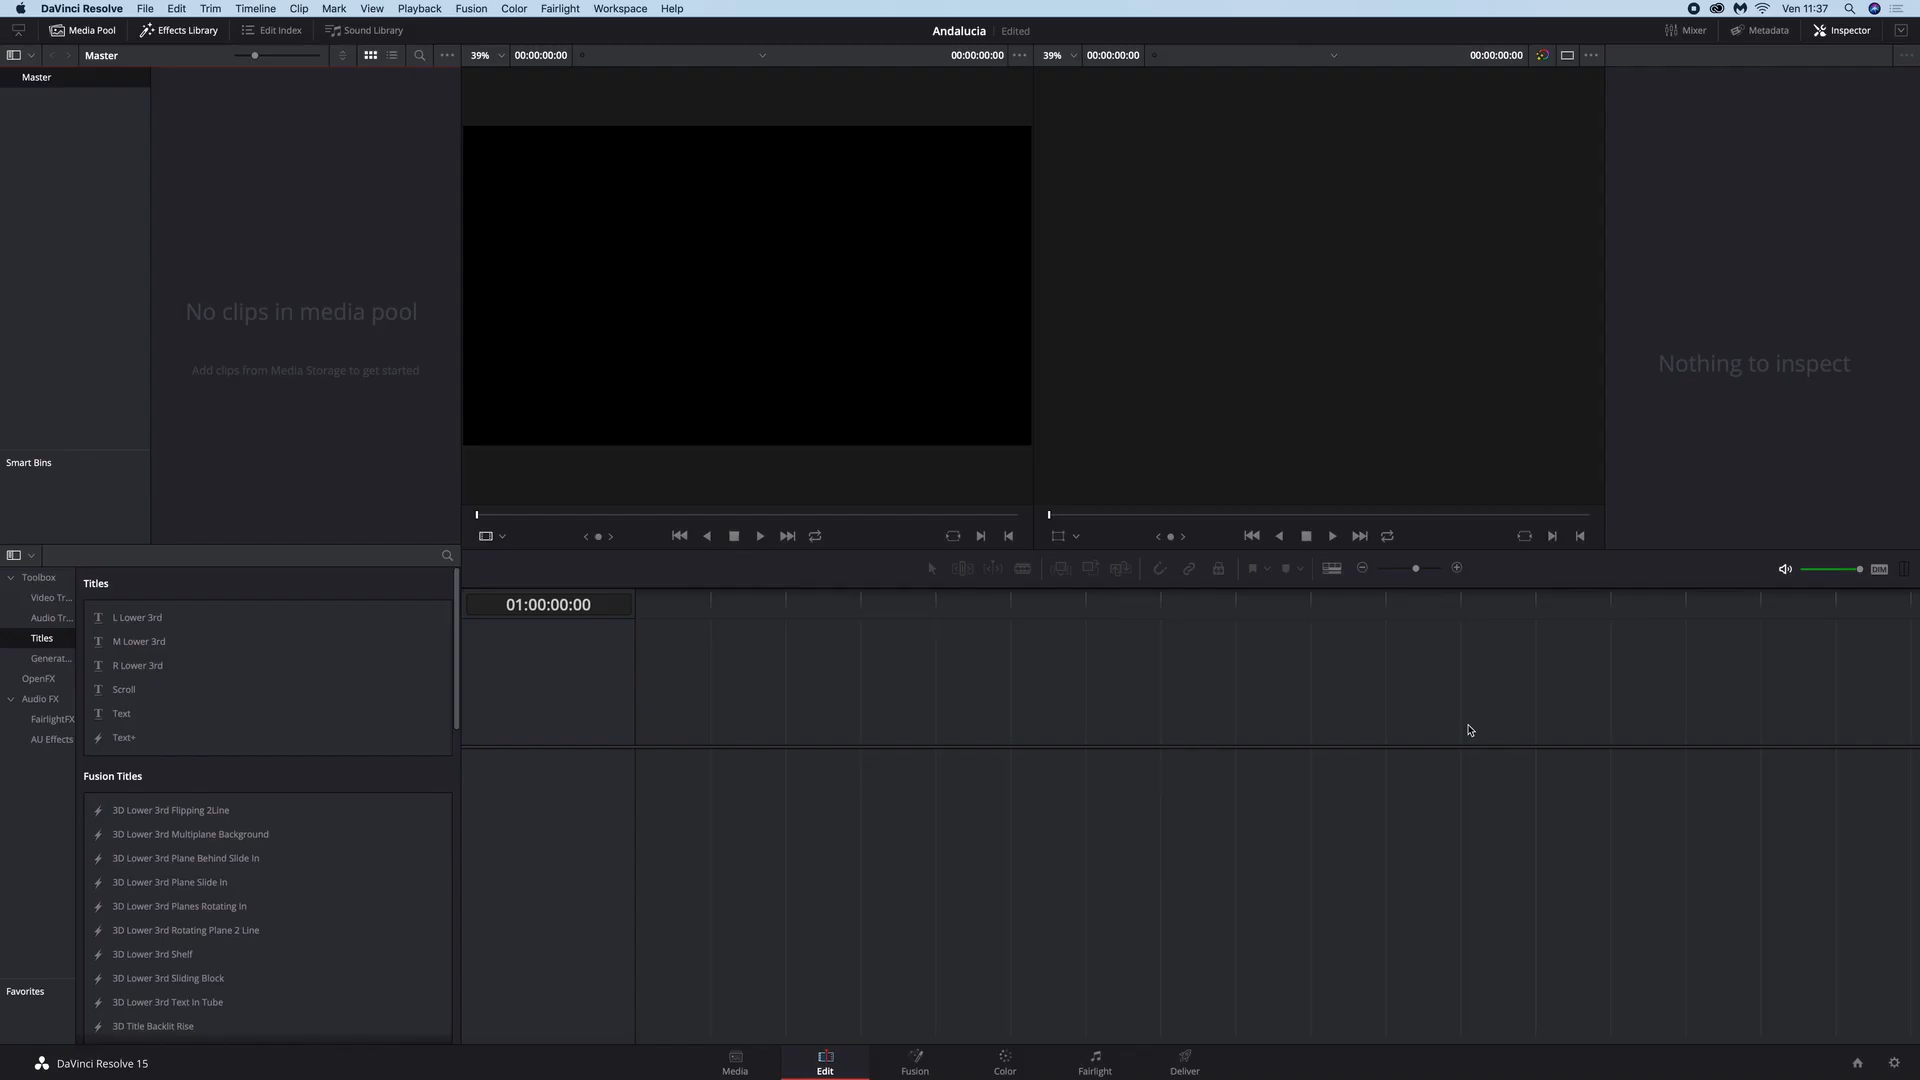 DaVinci Resolve File Edit Trim Timeline Clip Mark View Playback Fusion Color Fairlight Workspace Help Ven 11:37
Media Pool Effects Library Edit Index Sound Library Andalucia Edited Mixer Metadata Inspector
Master 39% 00:00:00:00 00:00:00:00 39% 00:00:00:00 00:00:00:00
Master
No clips in media pool
Add clips from Media Storage to get started
Nothing to inspect
Smart Bins
DIM
01:00:00:00
Toolbox
Video Tr...
Audio Tr...
Titles
Generat...
OpenFX
Audio FX
FairlightFX
AU Effects
Favorites
Titles
L Lower 3rd
M Lower 3rd
R Lower 3rd
Scroll
Text
Text+
Fusion Titles
3D Lower 3rd Flipping 2Line
3D Lower 3rd Multiplane Background
3D Lower 3rd Plane Behind Slide In
3D Lower 3rd Plane Slide In
3D Lower 3rd Planes Rotating In
3D Lower 3rd Rotating Plane 2 Line
3D Lower 3rd Shelf
3D Lower 3rd Sliding Block
3D Lower 3rd Text In Tube
3D Title Backlit Rise
DaVinci Resolve 15 Media Edit Fusion Color Fairlight Deliver